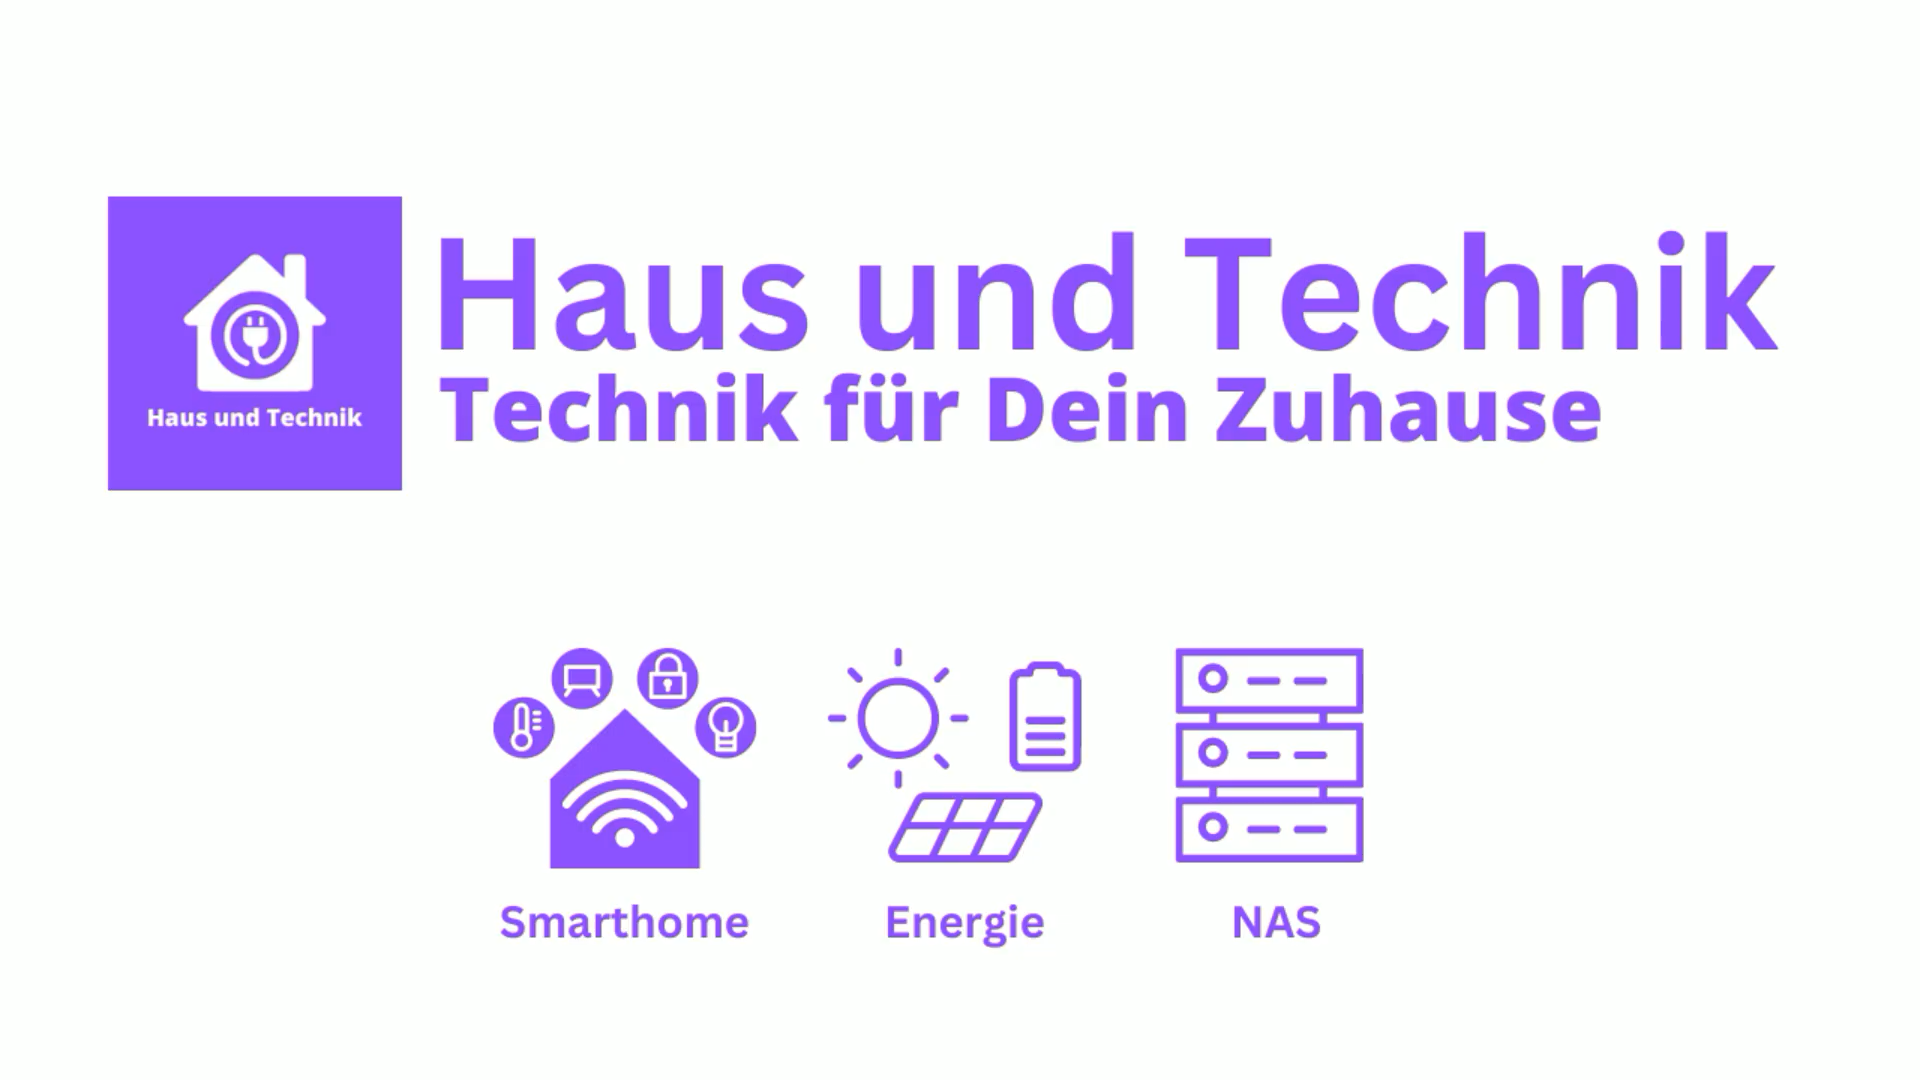 Haus und Technik
Haus und Technik
Technik für Dein Zuhause
Smarthome
Energie
NAS